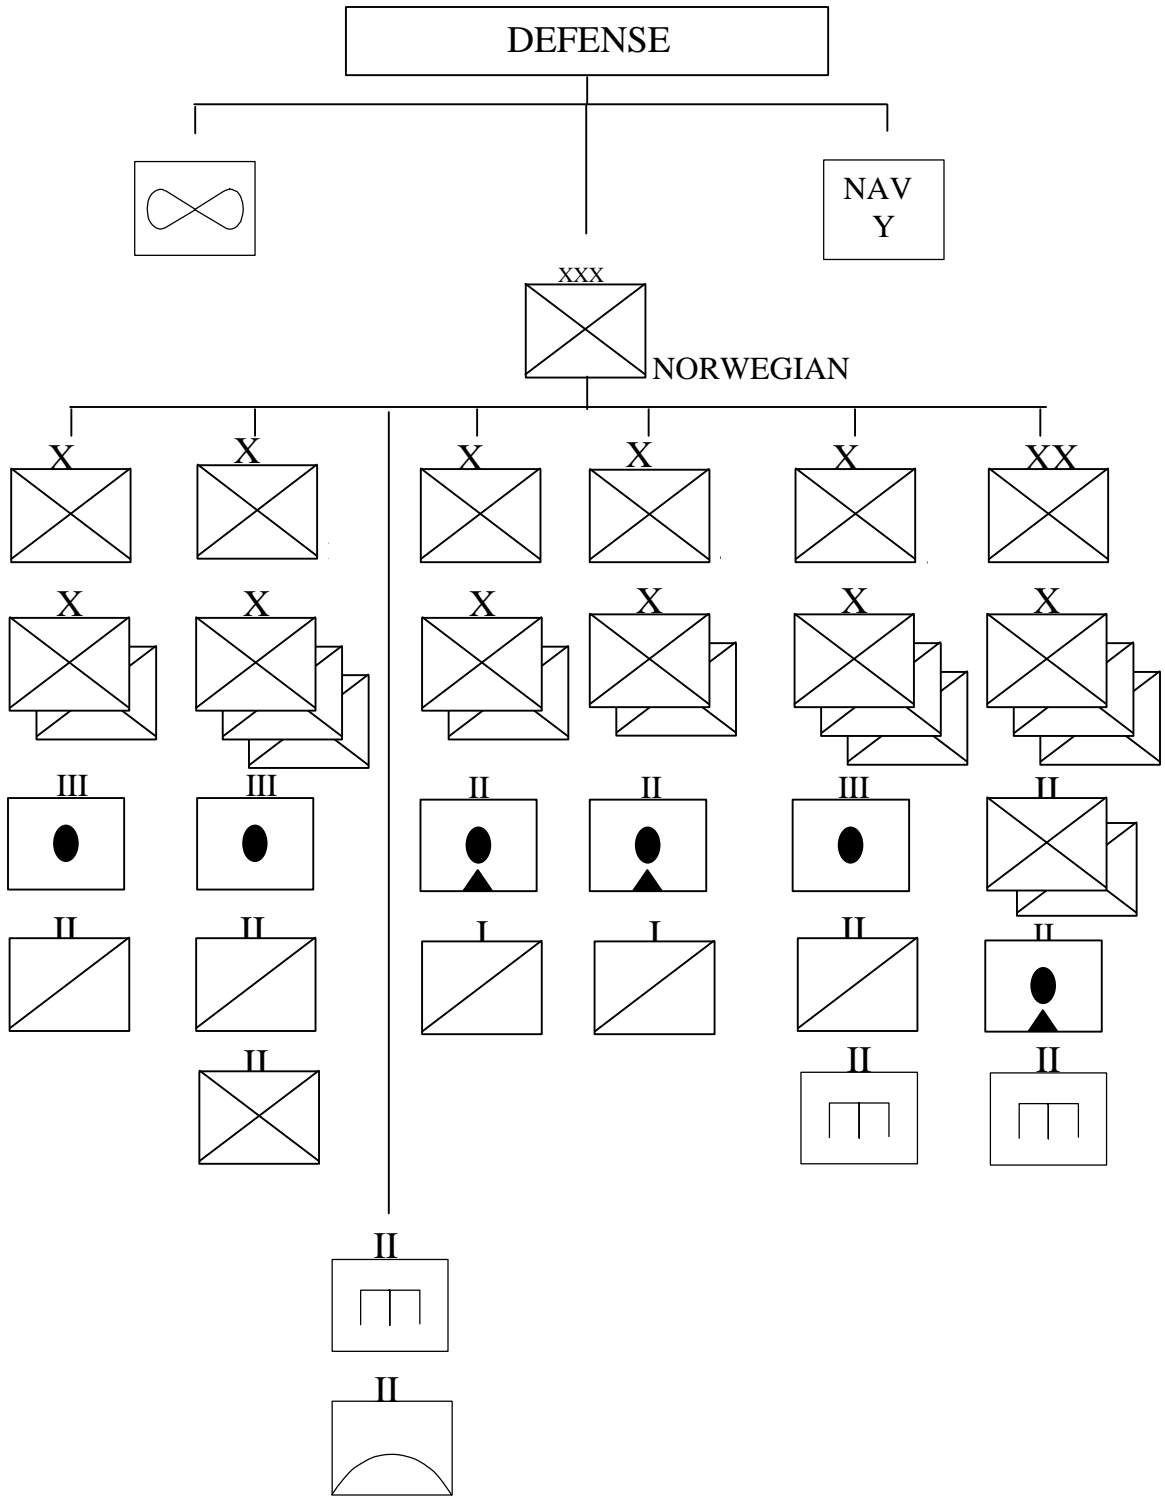 DEFENSE
NAV
Y
XXX
NORWEGIAN
X X X X X XX
X X X X X X
III III II II III II
II II I I II II
II II II
II
II